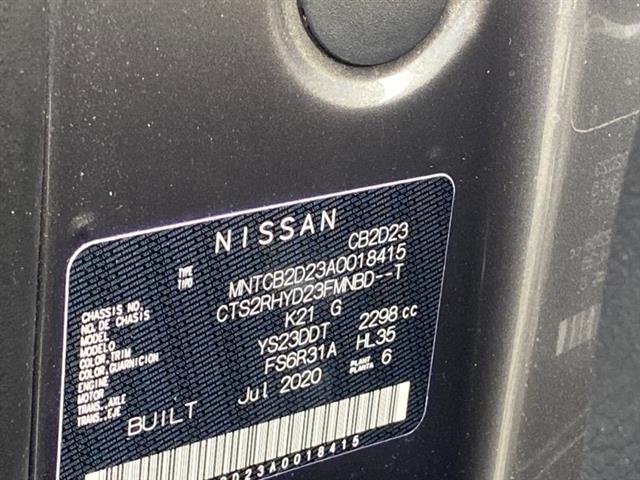 NISSAN
TYPE TIPO CB2D23
CHASSIS NO. NO. DE CHASIS MNTCB2D23A0018415
MODEL MODELO CTS2RHYD23FMNBD--T
COLOR, TRIM COLOR, GUARNICION K21 G
ENGINE MOTOR YS23DDT 2298 cc
TRANS., AXLE TRANS., EJE FS6R31A HL35
BUILT Jul 2020 PLANT PLANTA 6
D23A0018415